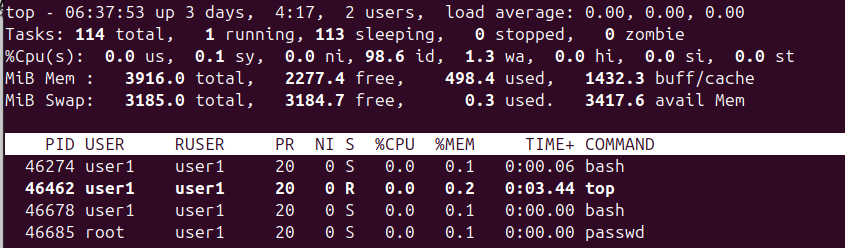 top - 06:37:53 up 3 days,  4:17,  2 users,  load average: 0.00, 0.00, 0.00
Tasks: 114 total,   1 running, 113 sleeping,   0 stopped,   0 zombie
%Cpu(s):  0.0 us,  0.1 sy,  0.0 ni, 98.6 id,  1.3 wa,  0.0 hi,  0.0 si,  0.0 st
MiB Mem :   3916.0 total,   2277.4 free,    498.4 used,   1432.3 buff/cache
MiB Swap:   3185.0 total,   3184.7 free,      0.3 used.   3417.6 avail Mem
PID USER     RUSER     PR  NI S  %CPU  %MEM     TIME+ COMMAND
46274 user1    user1     20   0 S   0.0   0.1   0:00.06 bash
46462 user1    user1     20   0 R   0.0   0.2   0:03.44 top
46678 user1    user1     20   0 S   0.0   0.1   0:00.00 bash
46685 root     user1     20   0 S   0.0   0.1   0:00.00 passwd